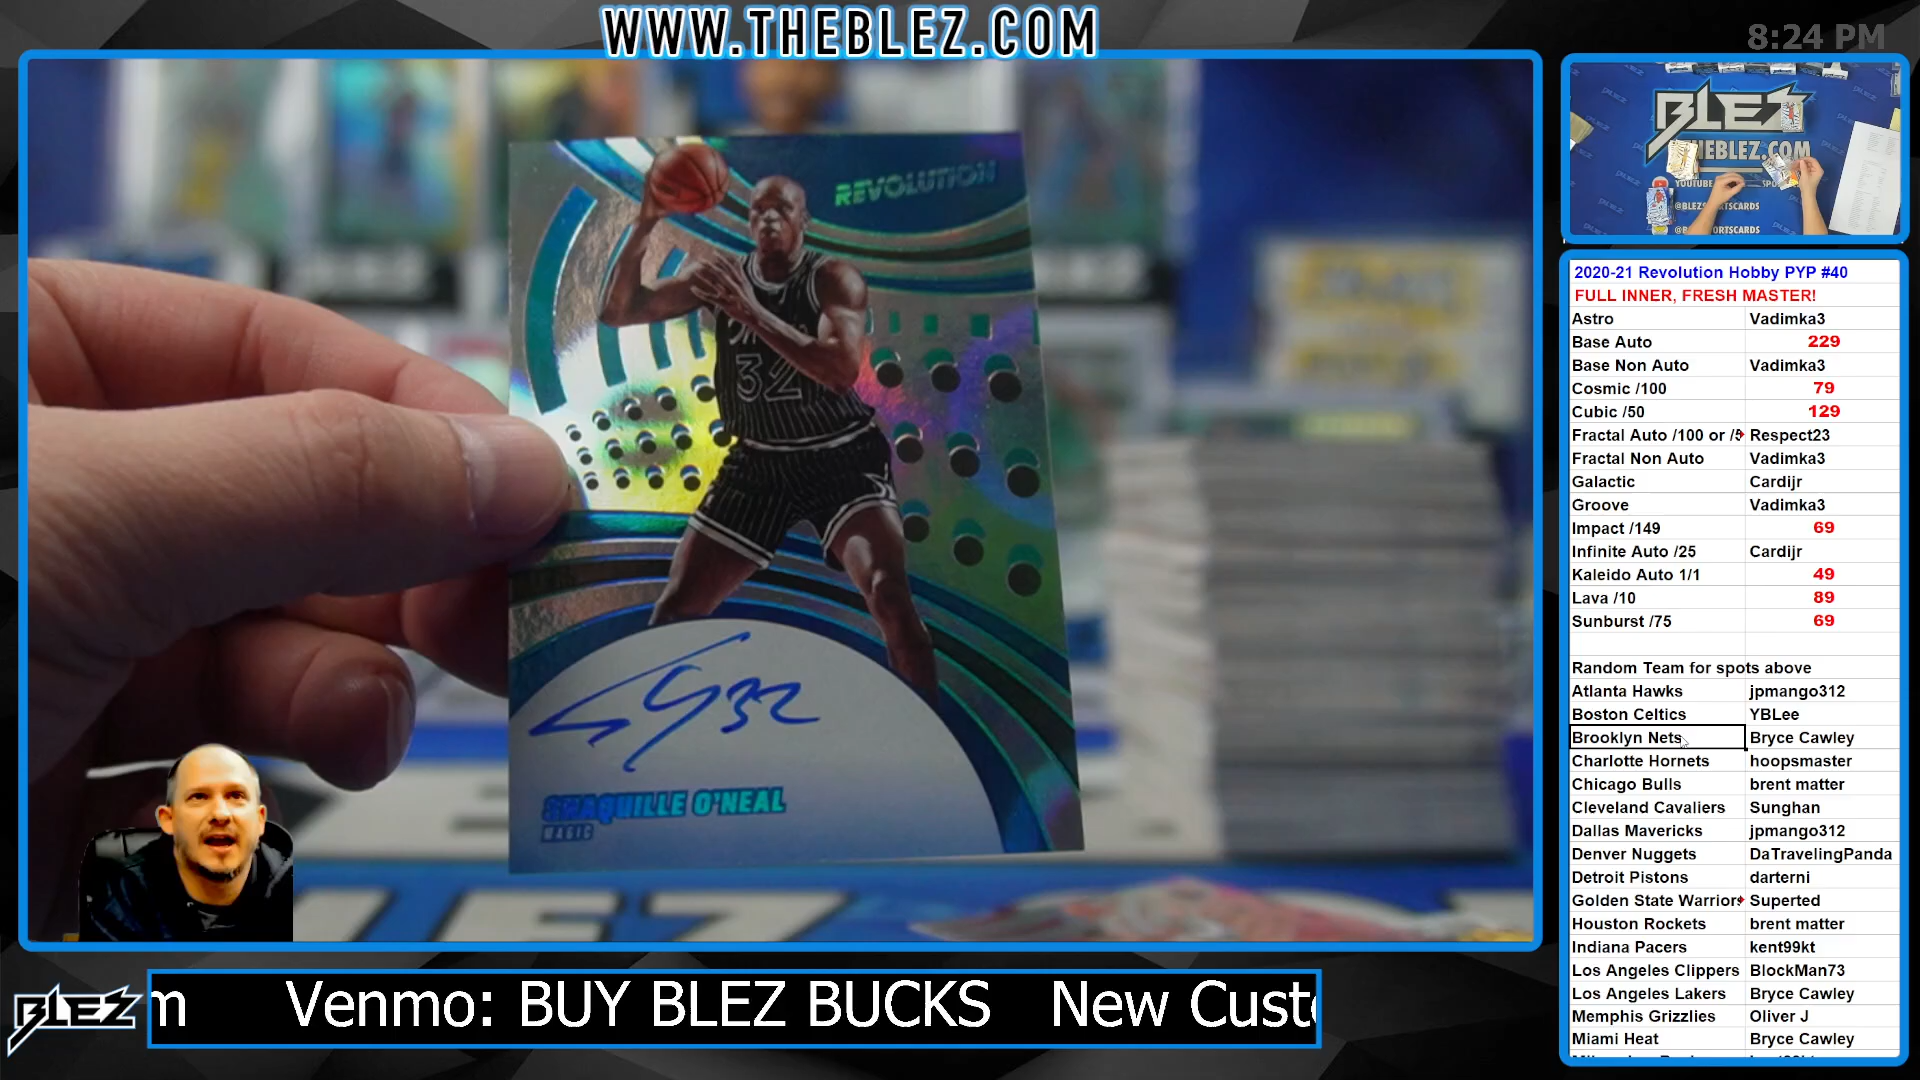 WWW.THEBLEZ.COM
8:24 PM
REVOLUTION
32
SHAQUILLE O'NEAL
MAGIC
BLEZ
THEBLEZ.COM
YOUTUBE
2020-21 Revolution Hobby PYP #40
FULL INNER, FRESH MASTER!
Astro Vadimka3
Base Auto 229
Base Non Auto Vadimka3
Cosmic /100 79
Cubic /50 129
Fractal Auto /100 or /5 Respect23
Fractal Non Auto Vadimka3
Galactic Cardijr
Groove Vadimka3
Impact /149 69
Infinite Auto /25 Cardijr
Kaleido Auto 1/1 49
Lava /10 89
Sunburst /75 69
Random Team for spots above
Atlanta Hawks jpmango312
Boston Celtics YBLee
Brooklyn Nets Bryce Cawley
Charlotte Hornets hoopsmaster
Chicago Bulls brent matter
Cleveland Cavaliers Sunghan
Dallas Mavericks jpmango312
Denver Nuggets DaTravelingPanda
Detroit Pistons darterni
Golden State Warriors Superted
Houston Rockets brent matter
Indiana Pacers kent99kt
Los Angeles Clippers BlockMan73
Los Angeles Lakers Bryce Cawley
Memphis Grizzlies Oliver J
Miami Heat Bryce Cawley
BLEZ
m Venmo: BUY BLEZ BUCKS New Custo